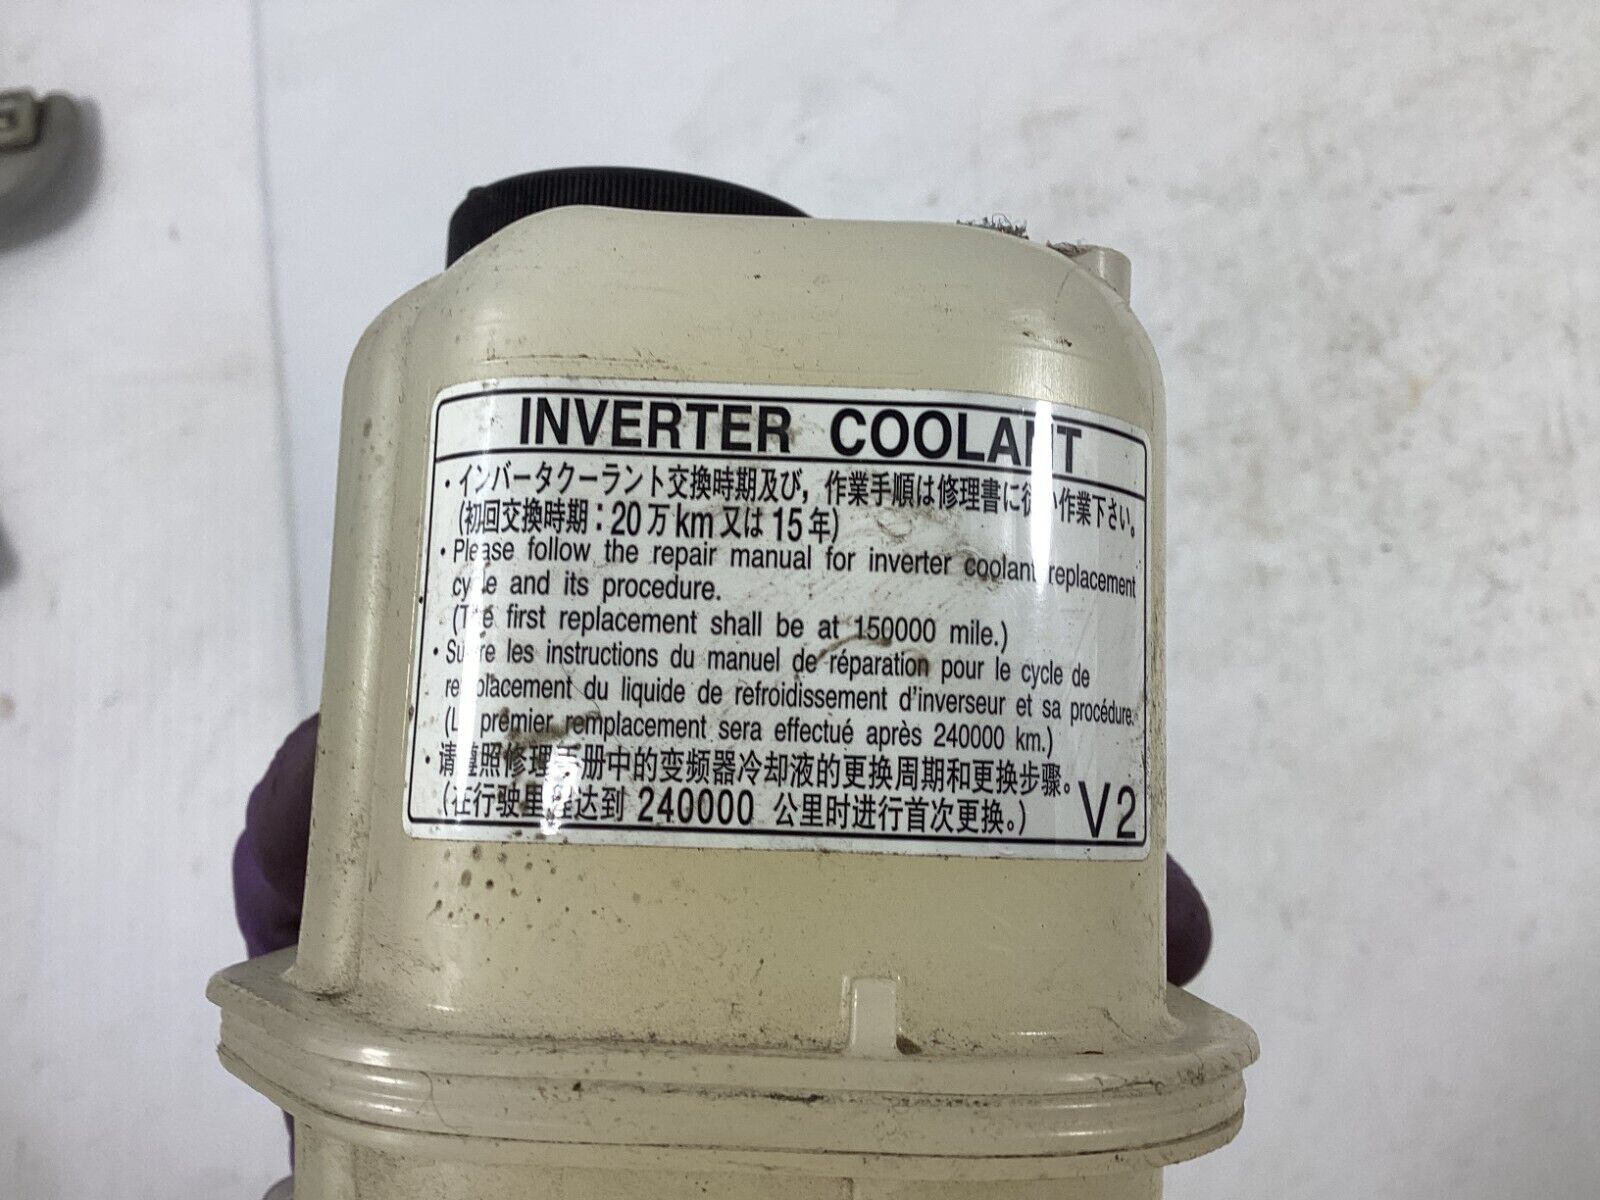 INVERTER COOLANT
・インバータクーラント交換時期及び，作業手順は修理書に従い作業下さい。
(初回交換時期：20万km又は15年)
・Please follow the repair manual for inverter coolant replacement
cycle and its procedure.
(The first replacement shall be at 150000 mile.)
・Suivre les instructions du manuel de réparation pour le cycle de
remplacement du liquide de refroidissement d'inverseur et sa procédure.
(Le premier remplacement sera effectué après 240000 km.)
・请遵照修理手册中的变频器冷却液的更换周期和更换步骤。
(在行驶里程达到 240000 公里时进行首次更换。)
V2